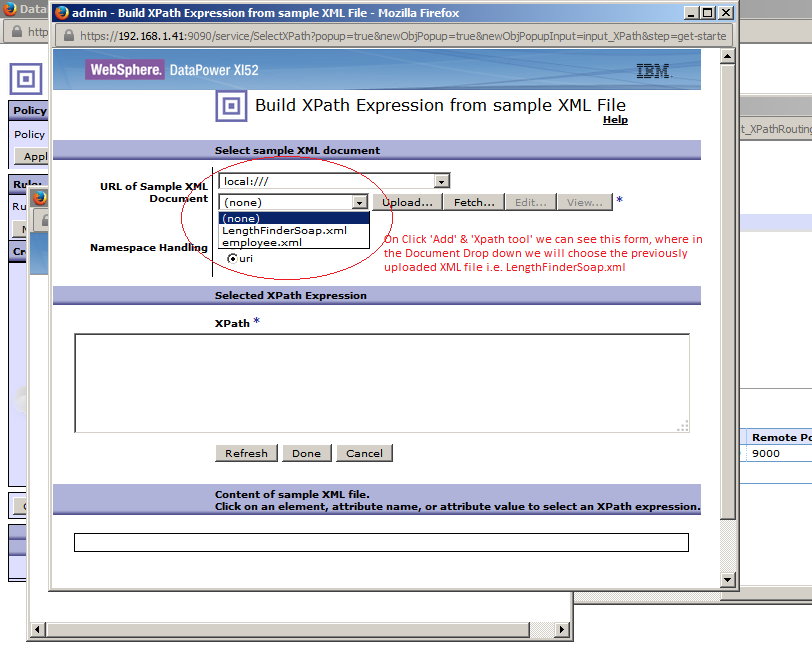 Data
admin - Build XPath Expression from sample XML File - Mozilla Firefox
http
https://192.168.1.41:9090/service/SelectXPath?popup=true&newObjPopup=true&newObjPopupInput=input_XPath&step=get-starte
WebSphere. DataPower XI52
IBM.
Build XPath Expression from sample XML File
Help
Policy
t_XPathRouting
Policy
Appl
Select sample XML document
Rule:
URL of Sample XML
Document
local:///
(none)
Upload...
Fetch...
Edit...
View...
*
(none)
LengthFinderSoap.xml
employee.xml
Namespace Handling
uri
On Click 'Add' & 'Xpath tool' we can see this form, where in
the Document Drop down we will choose the previously
uploaded XML file i.e. LengthFinderSoap.xml
Selected XPath Expression
XPath *
Refresh
Done
Cancel
Remote Po
9000
Content of sample XML file.
Click on an element, attribute name, or attribute value to select an XPath expression.